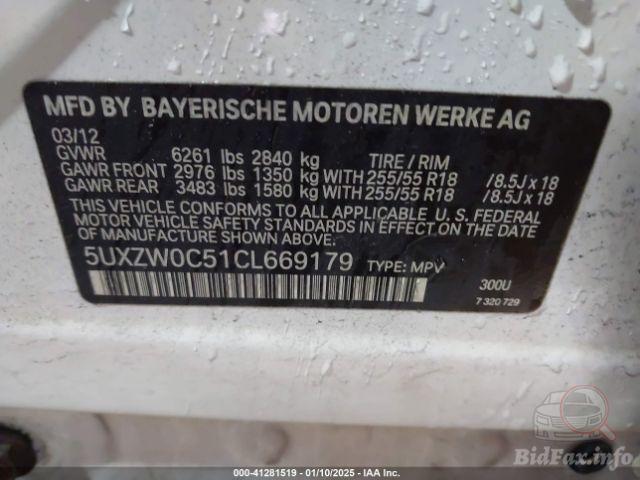 MFD BY BAYERISCHE MOTOREN WERKE AG
03/12
GVWR 6261 lbs 2840 kg TIRE / RIM
GAWR FRONT 2976 lbs 1350 kg WITH 255/55 R18 /8.5J x 18
GAWR REAR 3483 lbs 1580 kg WITH 255/55 R18 /8.5J x 18
THIS VEHICLE CONFORMS TO ALL APPLICABLE U. S. FEDERAL
MOTOR VEHICLE SAFETY STANDARDS IN EFFECT ON THE
DATE OF MANUFACTURE SHOWN ABOVE.
5UXZW0C51CL669179 TYPE: MPV
300U
7 320 729
BidFax.info
000-41281519 - 01/10/2025 - IAA Inc.